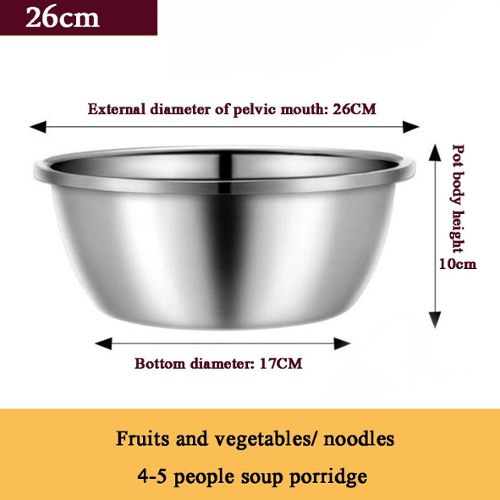 26cm
External diameter of pelvic mouth: 26CM
Pot body height
10cm
Bottom diameter: 17CM
Fruits and vegetables/ noodles
4-5 people soup porridge